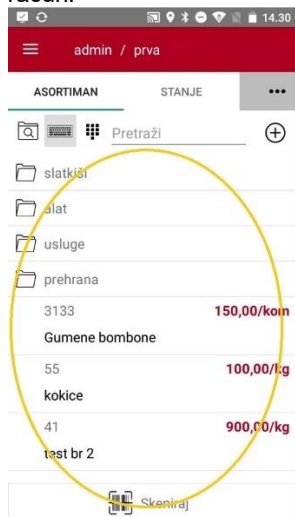 račun.
14.30
admin / prva
ASORTIMAN STANJE
Pretraži
slatkiši
alat
usluge
prehrana
3133 150,00/kom
Gumene bombone
55 100,00/kg
kokice
41 900,00/kg
test br 2
Skeniraj